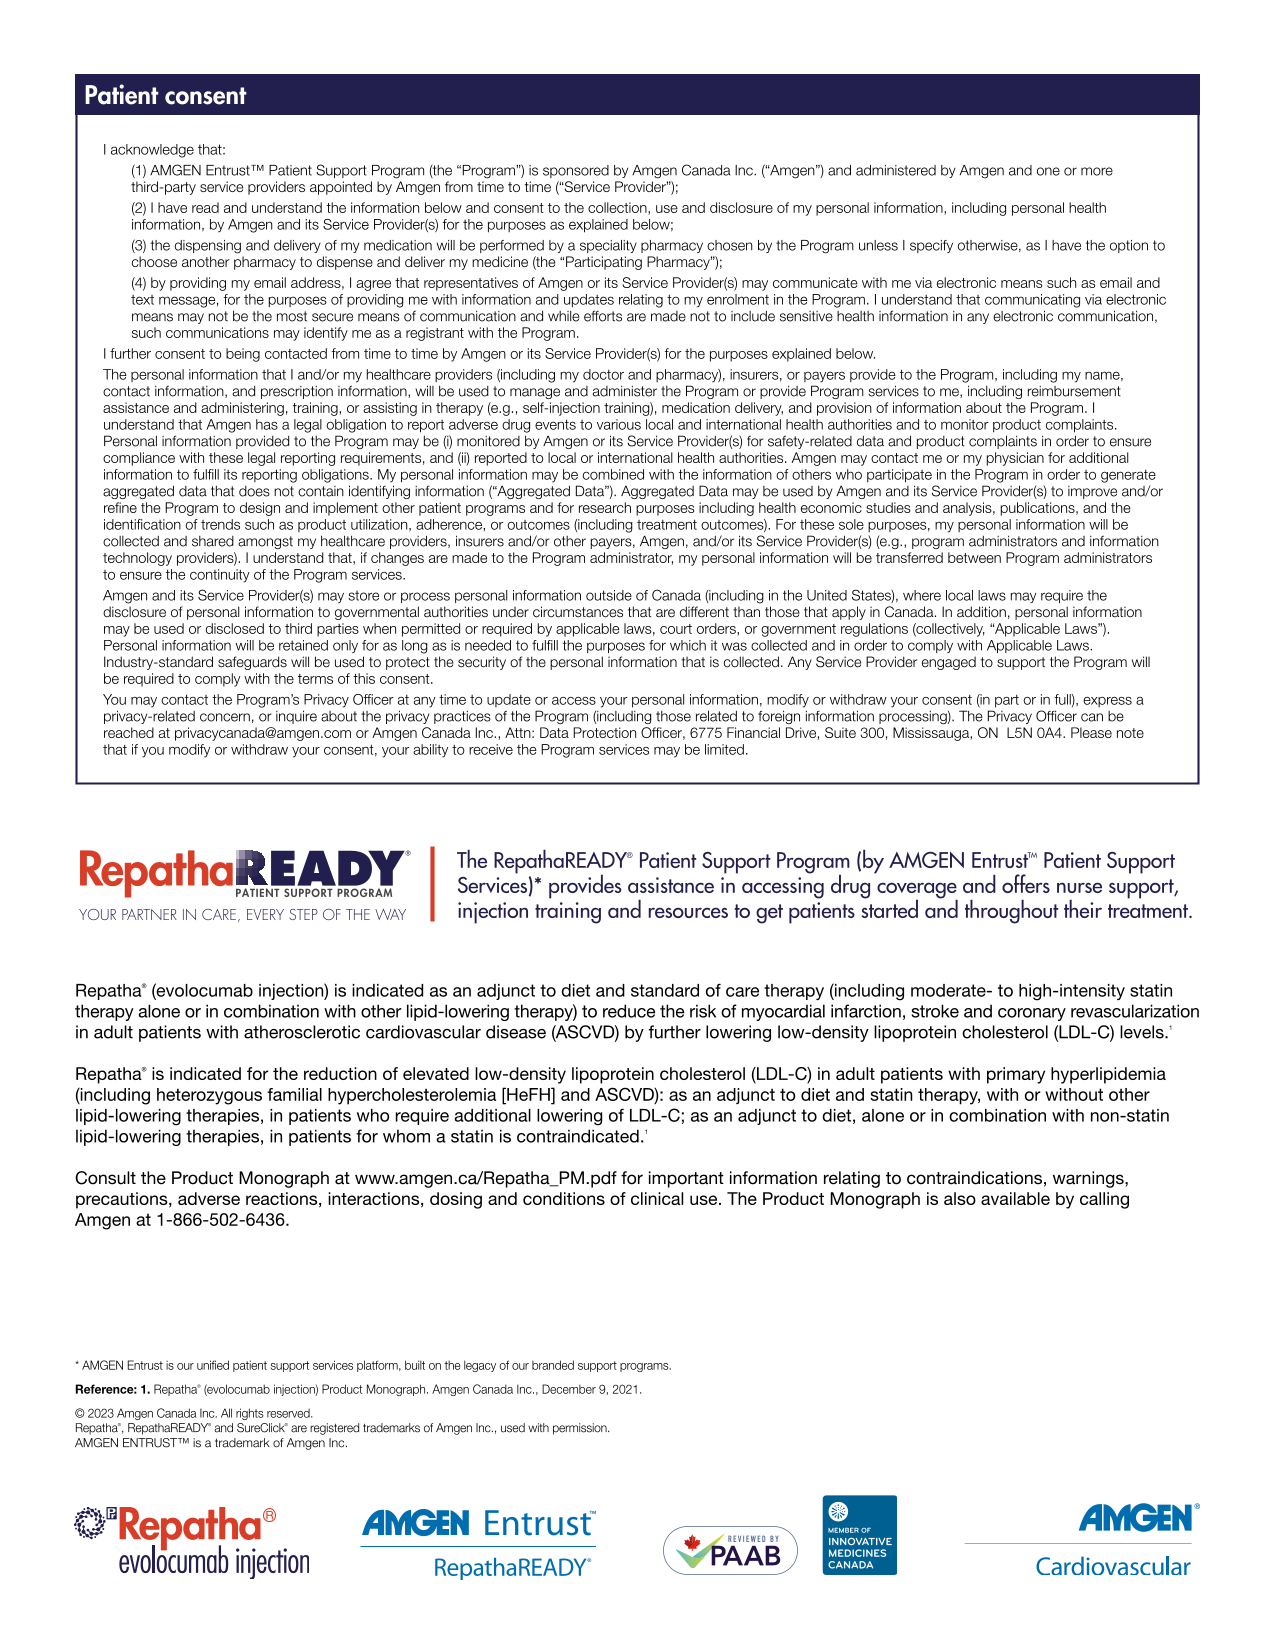 Patient consent
I acknowledge that:
(1) AMGEN Entrust™ Patient Support Program (the “Program”) is sponsored by Amgen Canada Inc. (“Amgen”) and administered by Amgen and one or more
third-party service providers appointed by Amgen from time to time (“Service Provider”);
(2) I have read and understand the information below and consent to the collection, use and disclosure of my personal information, including personal health
information, by Amgen and its Service Provider(s) for the purposes as explained below;
(3) the dispensing and delivery of my medication will be performed by a speciality pharmacy chosen by the Program unless I specify otherwise, as I have the option to
choose another pharmacy to dispense and deliver my medicine (the “Participating Pharmacy”);
(4) by providing my email address, I agree that representatives of Amgen or its Service Provider(s) may communicate with me via electronic means such as email and
text message, for the purposes of providing me with information and updates relating to my enrolment in the Program. I understand that communicating via electronic
means may not be the most secure means of communication and while efforts are made not to include sensitive health information in any electronic communication,
such communications may identify me as a registrant with the Program.
I further consent to being contacted from time to time by Amgen or its Service Provider(s) for the purposes explained below.
The personal information that I and/or my healthcare providers (including my doctor and pharmacy), insurers, or payers provide to the Program, including my name,
contact information, and prescription information, will be used to manage and administer the Program or provide Program services to me, including reimbursement
assistance and administering, training, or assisting in therapy (e.g., self-injection training), medication delivery, and provision of information about the Program. I
understand that Amgen has a legal obligation to report adverse drug events to various local and international health authorities and to monitor product complaints.
Personal information provided to the Program may be (i) monitored by Amgen or its Service Provider(s) for safety-related data and product complaints in order to ensure
compliance with these legal reporting requirements, and (ii) reported to local or international health authorities. Amgen may contact me or my physician for additional
information to fulfill its reporting obligations. My personal information may be combined with the information of others who participate in the Program in order to generate
aggregated data that does not contain identifying information (“Aggregated Data”). Aggregated Data may be used by Amgen and its Service Provider(s) to improve and/or
refine the Program to design and implement other patient programs and for research purposes including health economic studies and analysis, publications, and the
identification of trends such as product utilization, adherence, or outcomes (including treatment outcomes). For these sole purposes, my personal information will be
collected and shared amongst my healthcare providers, insurers and/or other payers, Amgen, and/or its Service Provider(s) (e.g., program administrators and information
technology providers). I understand that, if changes are made to the Program administrator, my personal information will be transferred between Program administrators
to ensure the continuity of the Program services.
Amgen and its Service Provider(s) may store or process personal information outside of Canada (including in the United States), where local laws may require the
disclosure of personal information to governmental authorities under circumstances that are different than those that apply in Canada. In addition, personal information
may be used or disclosed to third parties when permitted or required by applicable laws, court orders, or government regulations (collectively, “Applicable Laws”).
Personal information will be retained only for as long as is needed to fulfill the purposes for which it was collected and in order to comply with Applicable Laws.
Industry-standard safeguards will be used to protect the security of the personal information that is collected. Any Service Provider engaged to support the Program will
be required to comply with the terms of this consent.
You may contact the Program’s Privacy Officer at any time to update or access your personal information, modify or withdraw your consent (in part or in full), express a
privacy-related concern, or inquire about the privacy practices of the Program (including those related to foreign information processing). The Privacy Officer can be
reached at privacycanada@amgen.com or Amgen Canada Inc., Attn: Data Protection Officer, 6775 Financial Drive, Suite 300, Mississauga, ON  L5N 0A4. Please note
that if you modify or withdraw your consent, your ability to receive the Program services may be limited.
RepathaREADY®
PATIENT SUPPORT PROGRAM
YOUR PARTNER IN CARE, EVERY STEP OF THE WAY
The RepathaREADY® Patient Support Program (by AMGEN Entrust™ Patient Support
Services)* provides assistance in accessing drug coverage and offers nurse support,
injection training and resources to get patients started and throughout their treatment.
Repatha® (evolocumab injection) is indicated as an adjunct to diet and standard of care therapy (including moderate- to high-intensity statin
therapy alone or in combination with other lipid-lowering therapy) to reduce the risk of myocardial infarction, stroke and coronary revascularization
in adult patients with atherosclerotic cardiovascular disease (ASCVD) by further lowering low-density lipoprotein cholesterol (LDL-C) levels.¹
Repatha® is indicated for the reduction of elevated low-density lipoprotein cholesterol (LDL-C) in adult patients with primary hyperlipidemia
(including heterozygous familial hypercholesterolemia [HeFH] and ASCVD): as an adjunct to diet and statin therapy, with or without other
lipid-lowering therapies, in patients who require additional lowering of LDL-C; as an adjunct to diet, alone or in combination with non-statin
lipid-lowering therapies, in patients for whom a statin is contraindicated.¹
Consult the Product Monograph at www.amgen.ca/Repatha_PM.pdf for important information relating to contraindications, warnings,
precautions, adverse reactions, interactions, dosing and conditions of clinical use. The Product Monograph is also available by calling
Amgen at 1-866-502-6436.
* AMGEN Entrust is our unified patient support services platform, built on the legacy of our branded support programs.
Reference: 1. Repatha® (evolocumab injection) Product Monograph. Amgen Canada Inc., December 9, 2021.
© 2023 Amgen Canada Inc. All rights reserved.
Repatha®, RepathaREADY® and SureClick® are registered trademarks of Amgen Inc., used with permission.
AMGEN ENTRUST™ is a trademark of Amgen Inc.
Pr Repatha®
evolocumab injection
AMGEN Entrust™
RepathaREADY®
REVIEWED BY
PAAB
MEMBER OF
INNOVATIVE
MEDICINES
CANADA
AMGEN®
Cardiovascular